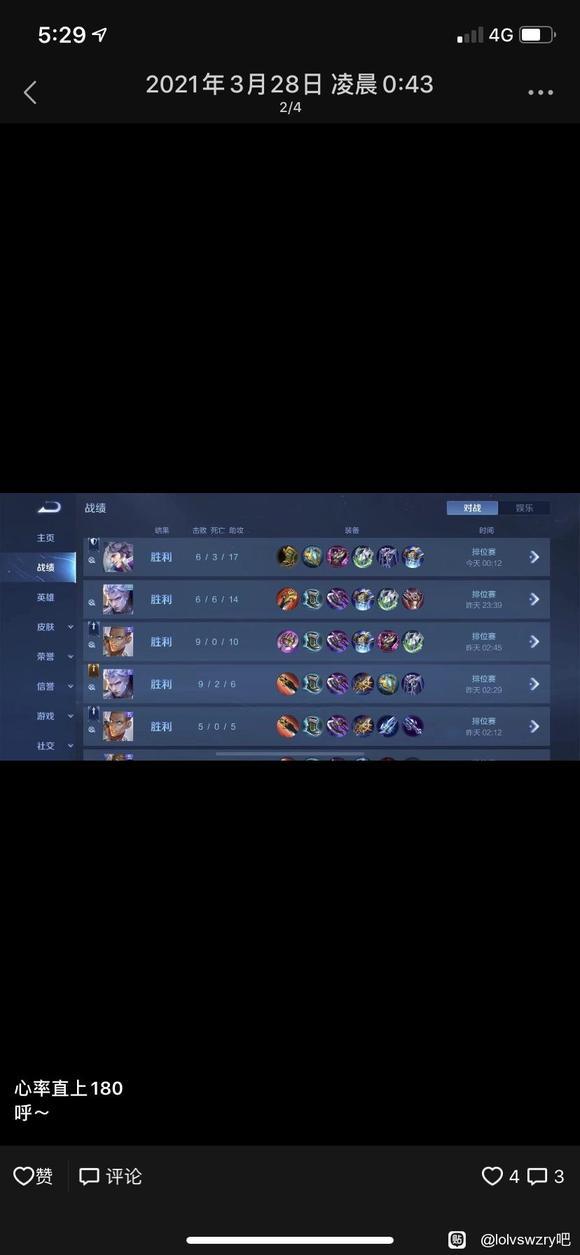 5:29
4G
2021年3月28日 凌晨0:43
2/4
战绩
对战 娱乐
结果 击败 死亡 助攻 装备 时间
主页
战绩
英雄
皮肤
荣誉
信誉
游戏
社交
胜利 6 / 3 / 17 排位赛 今天 00:12
胜利 6 / 6 / 14 排位赛 昨天 23:39
胜利 9 / 0 / 10 排位赛 昨天 02:45
胜利 9 / 2 / 6 排位赛 昨天 02:29
胜利 5 / 0 / 5 排位赛 昨天 02:12
心率直上180
呼～
赞 评论 4 3
贴 @lolvswzry吧